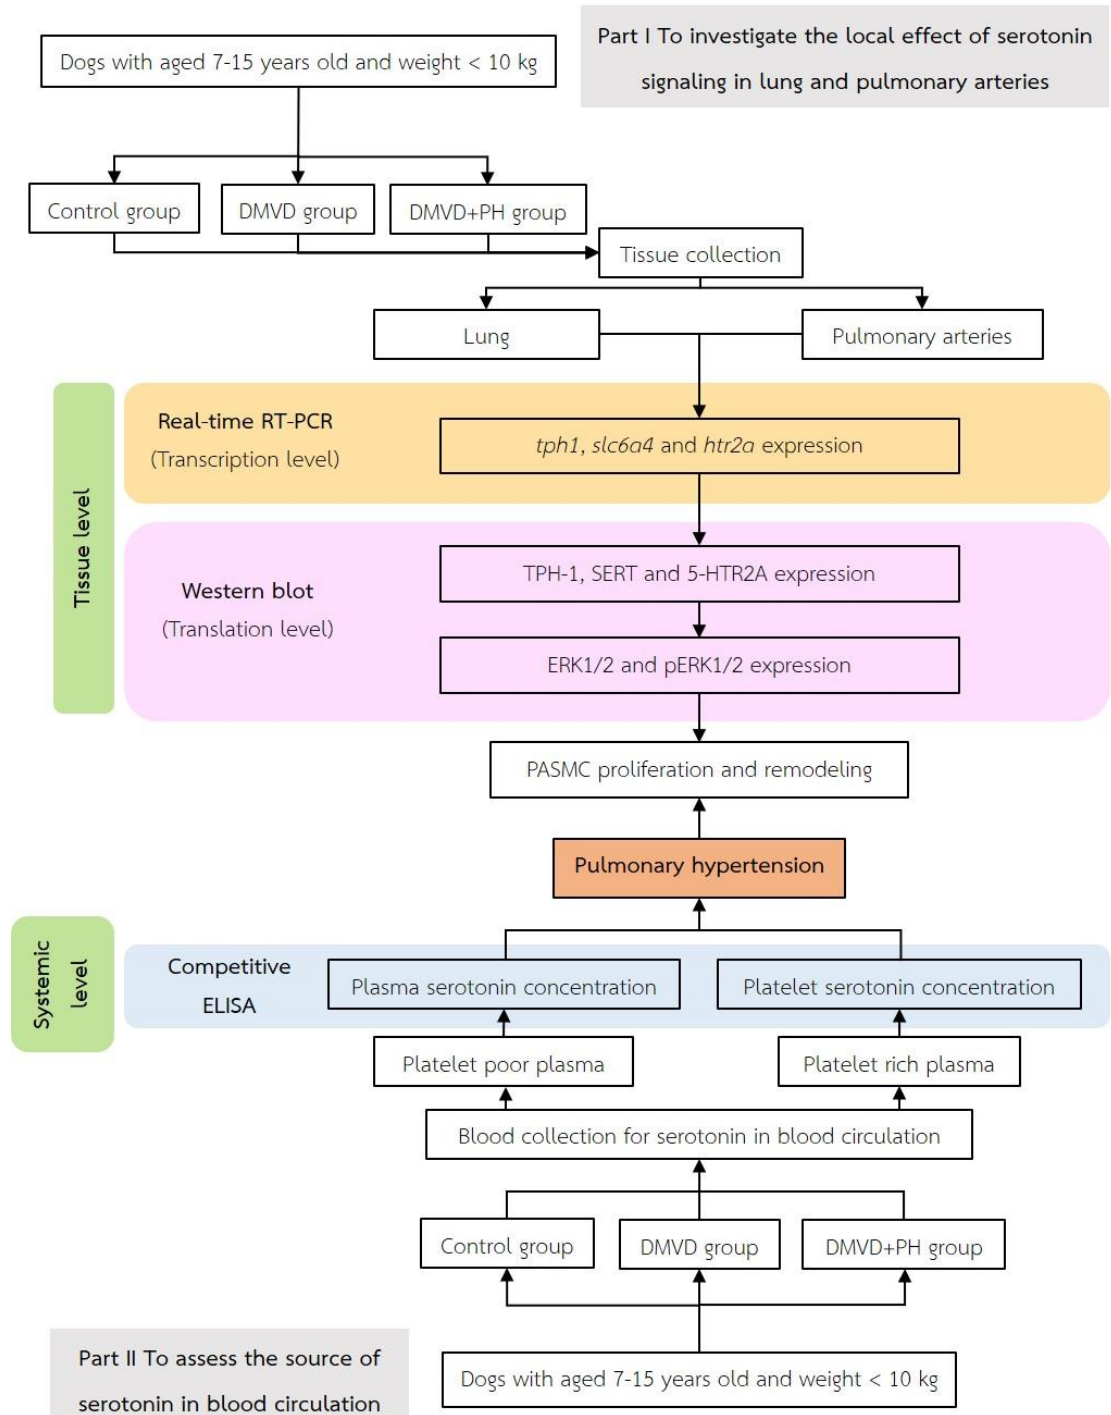 Part I To investigate the local effect of serotonin
signaling in lung and pulmonary arteries
Dogs with aged 7-15 years old and weight < 10 kg
Control group
DMVD group
DMVD+PH group
Tissue collection
Lung
Pulmonary arteries
Tissue level
Real-time RT-PCR
(Transcription level)
tph1, slc6a4 and htr2a expression
Western blot
(Translation level)
TPH-1, SERT and 5-HTR2A expression
ERK1/2 and pERK1/2 expression
PASMC proliferation and remodeling
Pulmonary hypertension
Systemic
level
Competitive
ELISA
Plasma serotonin concentration
Platelet serotonin concentration
Platelet poor plasma
Platelet rich plasma
Blood collection for serotonin in blood circulation
Control group
DMVD group
DMVD+PH group
Part II To assess the source of
serotonin in blood circulation
Dogs with aged 7-15 years old and weight < 10 kg